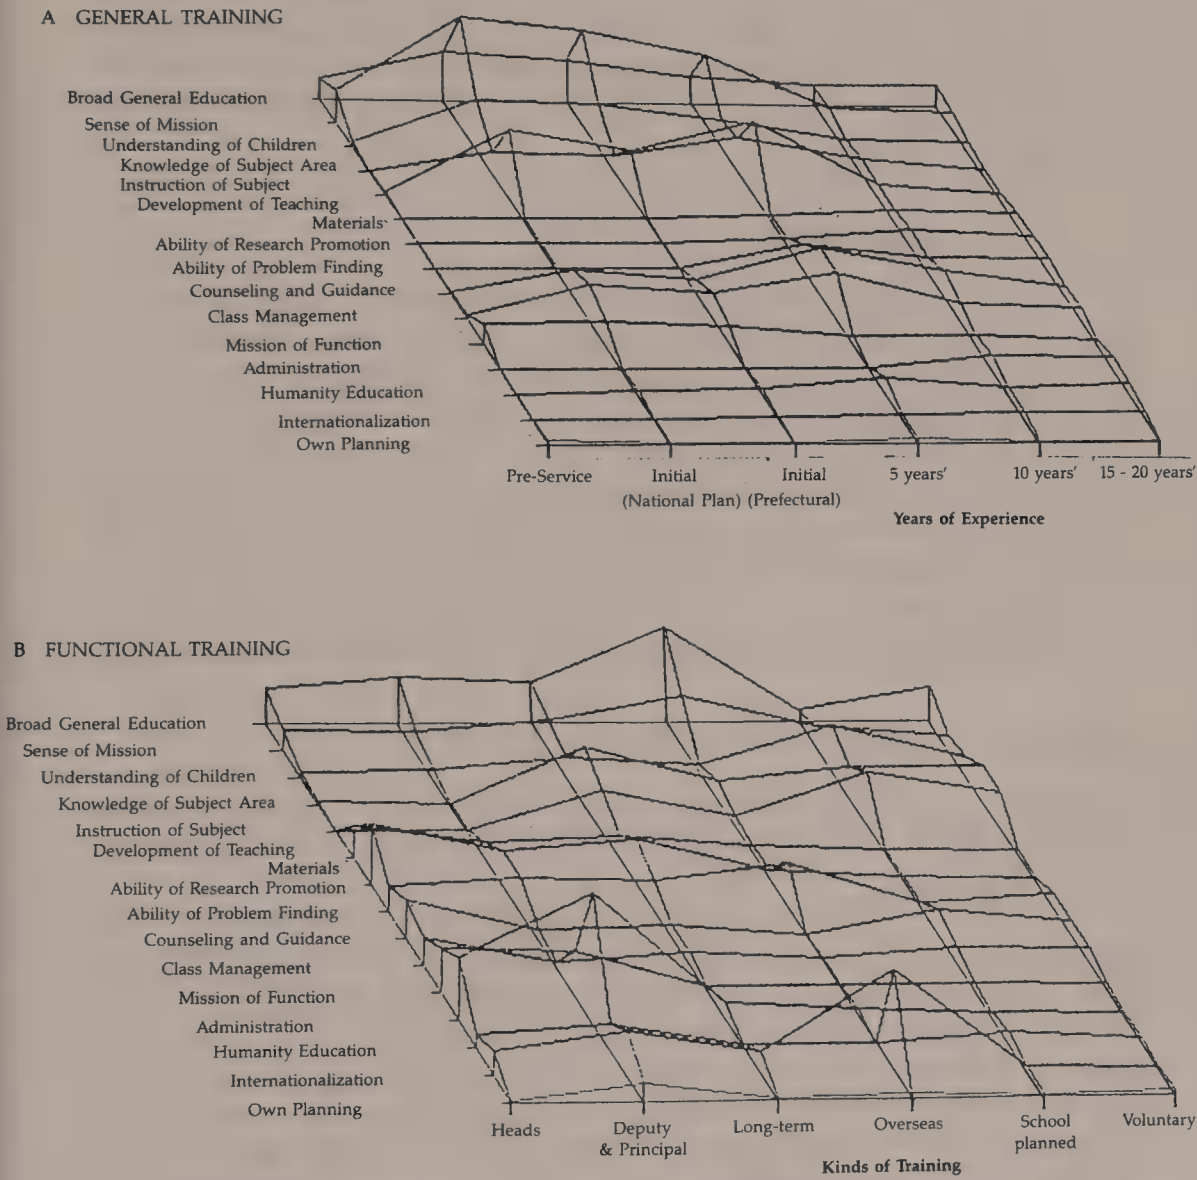 A GENERAL TRAINING
Broad General Education
Sense of Mission
Understanding of Children
Knowledge of Subject Area
Instruction of Subject
Development of Teaching
Materials
Ability of Research Promotion
Ability of Problem Finding
Counseling and Guidance
Class Management
Mission of Function
Administration
Humanity Education
Internationalization
Own Planning
Pre-Service Initial Initial 5 years' 10 years' 15 - 20 years'
(National Plan) (Prefectural)
Years of Experience
B FUNCTIONAL TRAINING
Broad General Education
Sense of Mission
Understanding of Children
Knowledge of Subject Area
Instruction of Subject
Development of Teaching
Materials
Ability of Research Promotion
Ability of Problem Finding
Counseling and Guidance
Class Management
Mission of Function
Administration
Humanity Education
Internationalization
Own Planning
Heads Deputy Long-term Overseas School Voluntary
& Principal planned
Kinds of Training